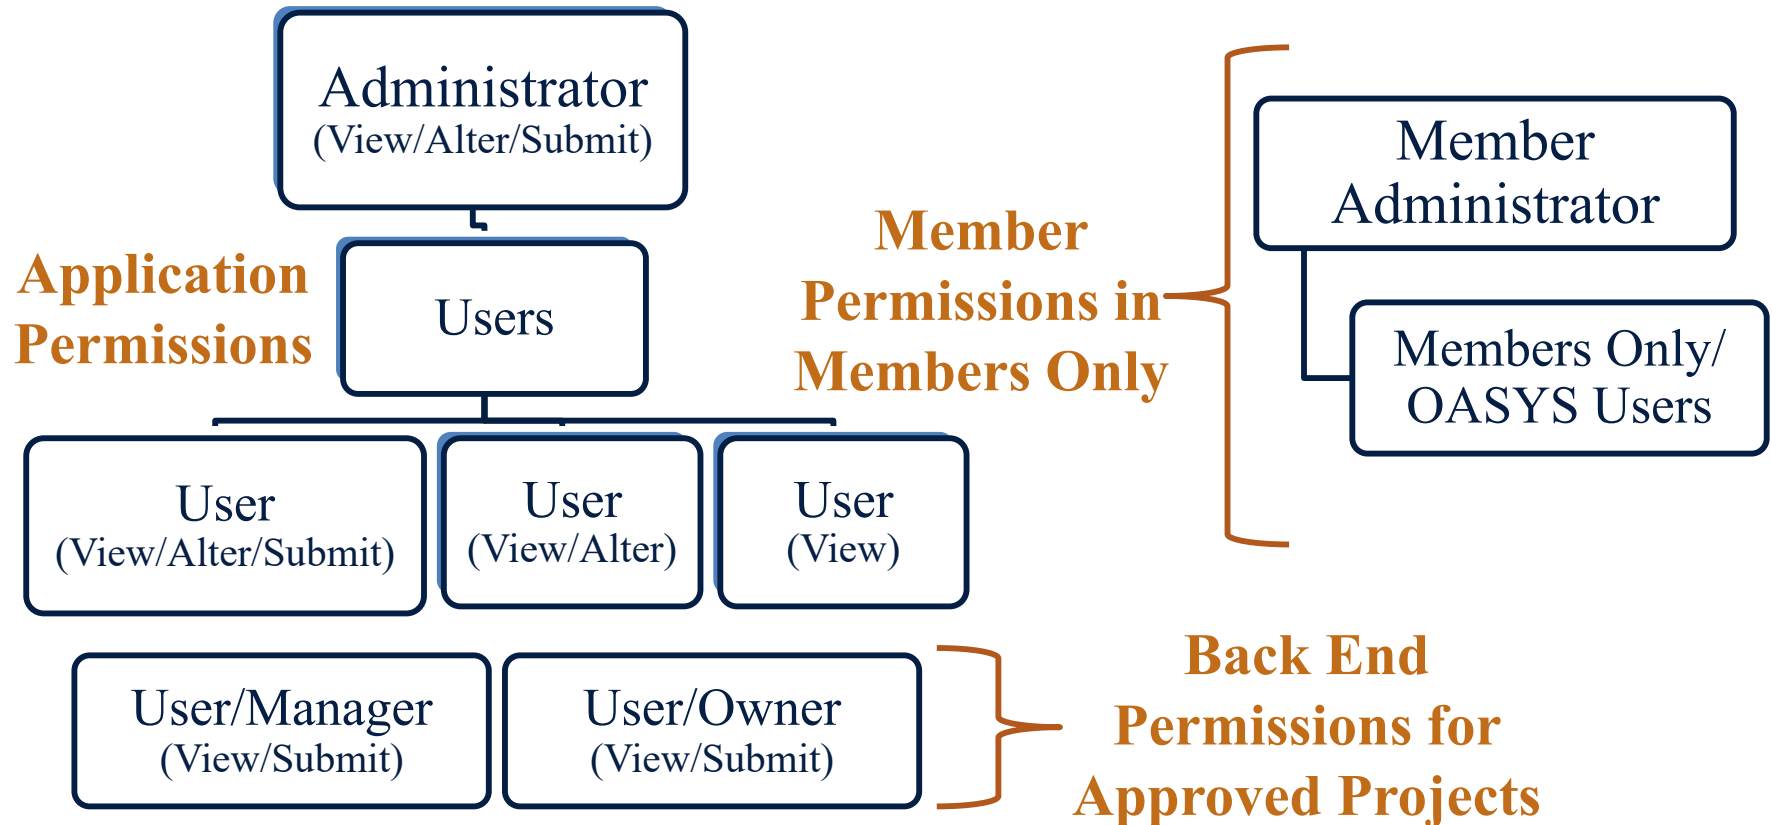 Administrator
(View/Alter/Submit)
Application
Permissions
Users
User
(View/Alter/Submit)
User
(View/Alter)
User
(View)
Member
Permissions in
Members Only
Member
Administrator
Members Only/
OASYS Users
User/Manager
(View/Submit)
User/Owner
(View/Submit)
Back End
Permissions for
Approved Projects